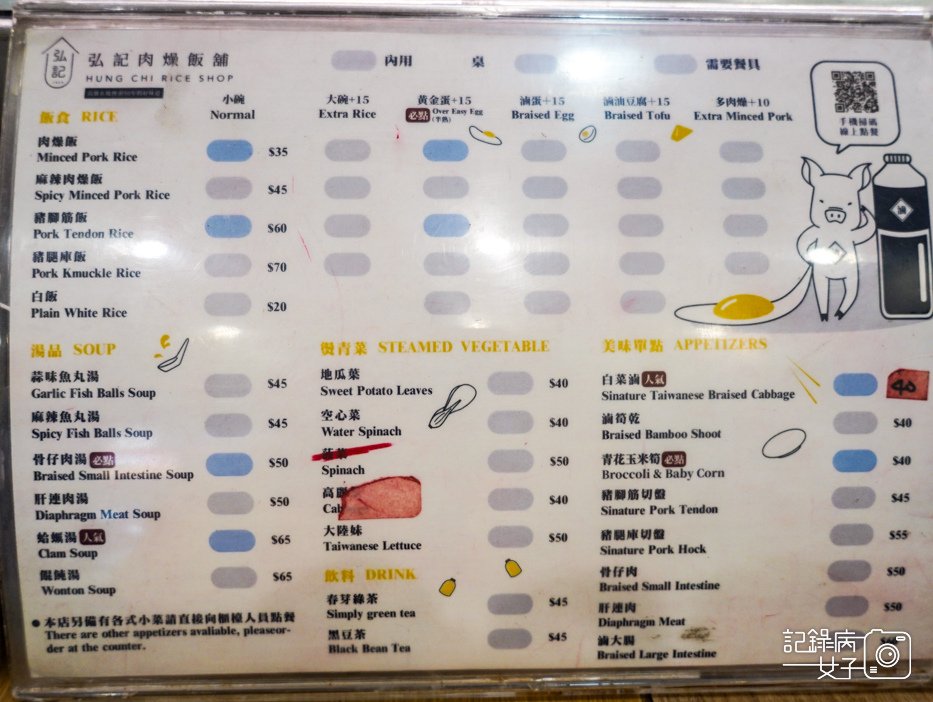 弘記
弘記肉燥飯舖
HUNG CHI RICE SHOP
內用
桌
需要餐具
手機掃碼
線上點餐
飯食 RICE
小碗
Normal
大碗+15
Extra Rice
黃金蛋+15
必點 Over Easy Egg
(半熟)
滷蛋+15
Braised Egg
滷油豆腐+15
Braised Tofu
多肉燥+10
Extra Minced Pork
肉燥飯
Minced Pork Rice $35
麻辣肉燥飯
Spicy Minced Pork Rice $45
豬腳筋飯
Pork Tendon Rice $60
豬腿庫飯
Pork Kmuckle Rice $70
白飯
Plain White Rice $20
滷
湯品 SOUP
蒜味魚丸湯
Garlic Fish Balls Soup $45
麻辣魚丸湯
Spicy Fish Balls Soup $45
骨仔肉湯 必點
Braised Small Intestine Soup $50
肝連肉湯
Diaphragm Meat Soup $50
蛤蠣湯 人氣
Clam Soup $65
餛飩湯
Wonton Soup $65
●本店另備有各式小菜請直接向櫃檯人員點餐
There are other appetizers avaliable, pleaseor-
der at the counter.
燙青菜 STEAMED VEGETABLE
地瓜葉
Sweet Potato Leaves $40
空心菜
Water Spinach $40
菠菜
Spinach $50
高麗
Cab $40
大陸妹
Taiwanese Lettuce $50
飲料 DRINK
春芽綠茶
Simply green tea $45
黑豆茶
Black Bean Tea $45
美味單點 APPETIZERS
白菜滷 人氣
Sinature Taiwanese Braised Cabbage 40
滷筍乾
Braised Bamboo Shoot $40
青花玉米筍 必點
Broccoli & Baby Corn $40
豬腳筋切盤
Sinature Pork Tendon $45
豬腿庫切盤
Sinature Pork Hock $55
骨仔肉
Braised Small Intestine $50
肝連肉
Diaphragm Meat $50
滷大腸
Braised Large Intestine
記錄病
女子